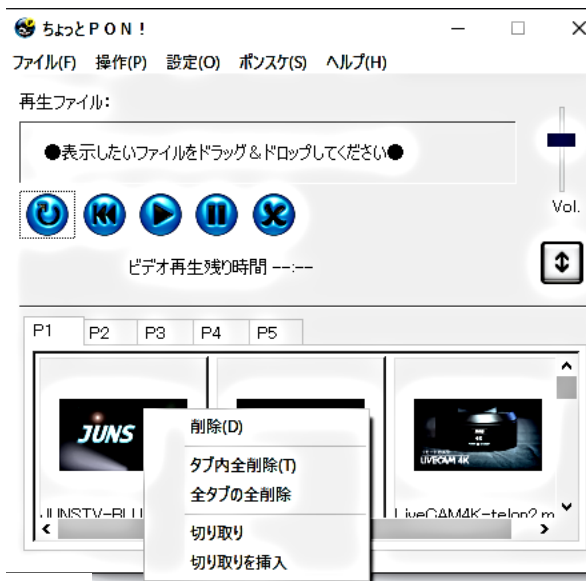 ちょっとＰＯＮ！
ファイル(F) 操作(P) 設定(O) ポンスケ(S) ヘルプ(H)
再生ファイル：
●表示したいファイルをドラッグ＆ドロップしてください●
Vol.
ビデオ再生残り時間 --:--
P1 P2 P3 P4 P5
JUNS
LIVECAM 4K
削除(D)
タブ内全削除(T)
全タブの全削除
切り取り
切り取りを挿入
JUNSTV-BLU
LiveCAM4K-telop2.m